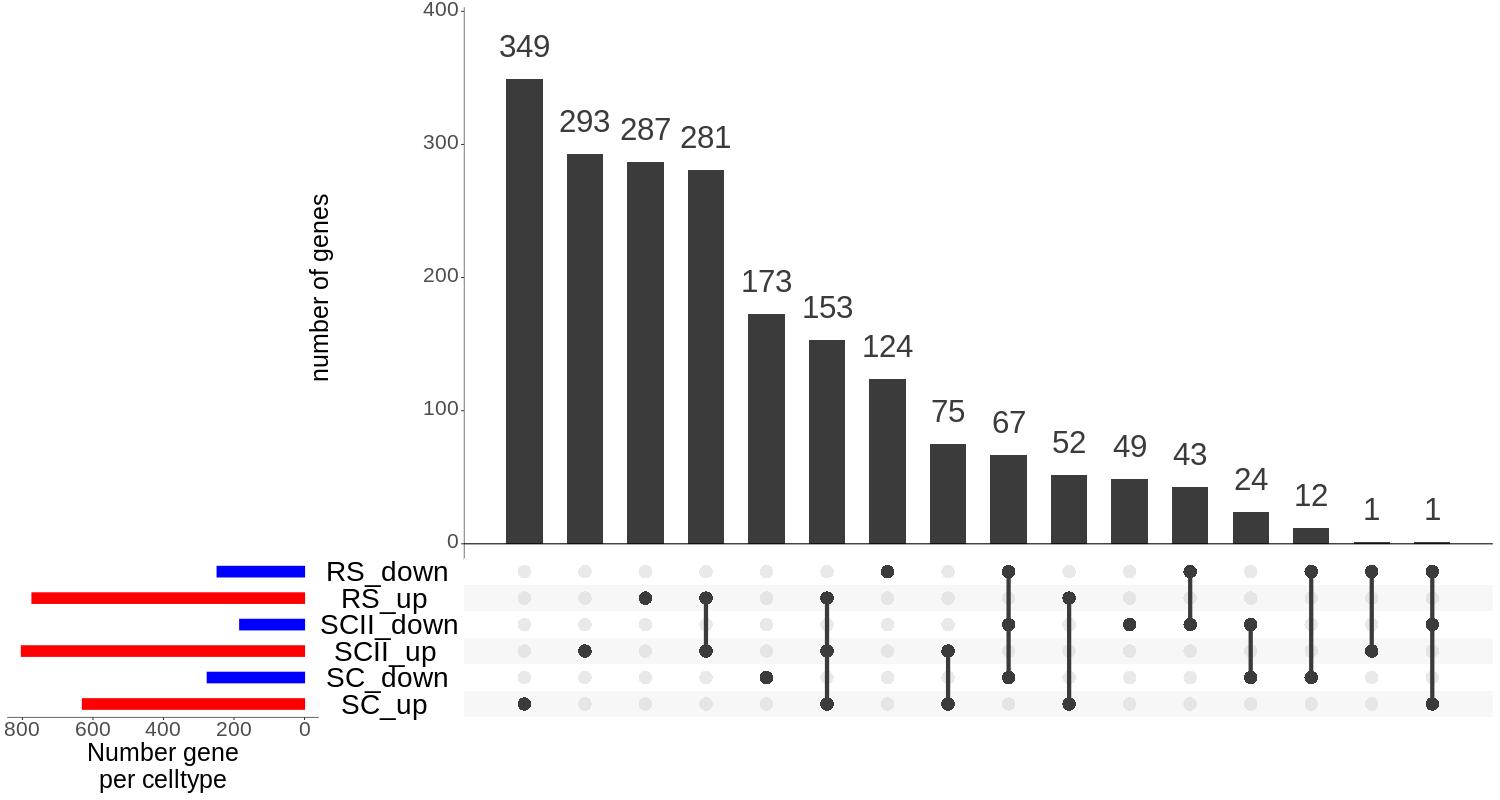 400
349
293 287 281
300
number of genes
200
173
153
124
100
75
67
52
49
43
24
12
1
1
0
RS_down
RS_up
SCII_down
SCII_up
SC_down
SC_up
800 600 400 200 0
Number gene
per celltype